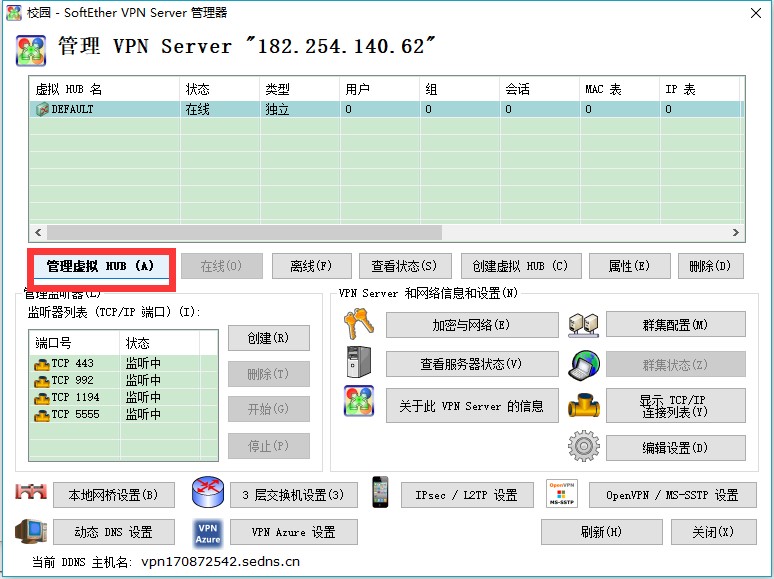 校园 - SoftEther VPN Server 管理器
管理 VPN Server "182.254.140.62"
虚拟 HUB 名 状态 类型 用户 组 会话 MAC 表 IP 表
DEFAULT 在线 独立 0 0 0 0 0
管理虚拟 HUB (A) 在线(O) 离线(F) 查看状态(S) 创建虚拟 HUB (C) 属性(E) 删除(D)
管理监听器(L)
监听器列表 (TCP/IP 端口) (I):
端口号 状态
TCP 443 监听中
TCP 992 监听中
TCP 1194 监听中
TCP 5555 监听中
创建(R)
删除(T)
开始(G)
停止(P)
VPN Server 和网络信息和设置(N)
加密与网络(E) 群集配置(M)
查看服务器状态(V) 群集状态(Z)
关于此 VPN Server 的信息 显示 TCP/IP
连接列表(Y)
编辑设置(D)
本地网桥设置(B) 3 层交换机设置(3) IPsec / L2TP 设置 OpenVPN MS-SSTP OpenVPN / MS-SSTP 设置
动态 DNS 设置 VPN Azure VPN Azure 设置 刷新(H) 关闭(X)
当前 DDNS 主机名: vpn170872542.sedns.cn